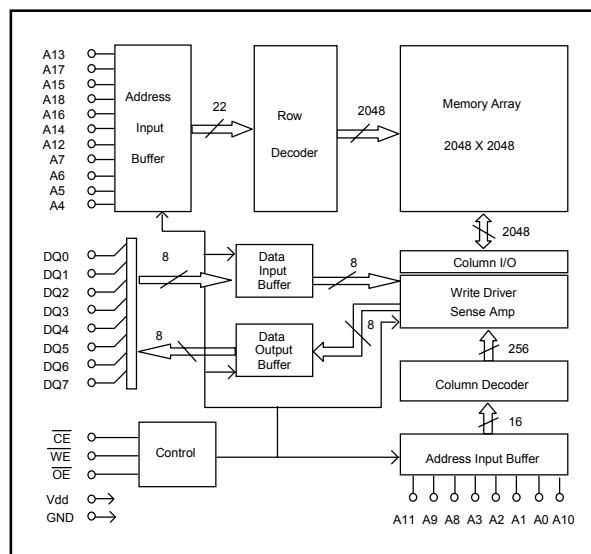 A13
A17
A15
A18
A16
A14
A12
A7
A6
A5
A4
Address
Input
Buffer
22
Row
Decoder
2048
Memory Array
2048 X 2048
2048
DQ0
DQ1
DQ2
DQ3
DQ4
DQ5
DQ6
DQ7
8
Data
Input
Buffer
8
Column I/O
Write Driver
Sense Amp
8
Data
Output
Buffer
8
256
Column Decoder
16
CE
WE
OE
Control
Address Input Buffer
Vdd
GND
A11 A9 A8 A3 A2 A1 A0 A10